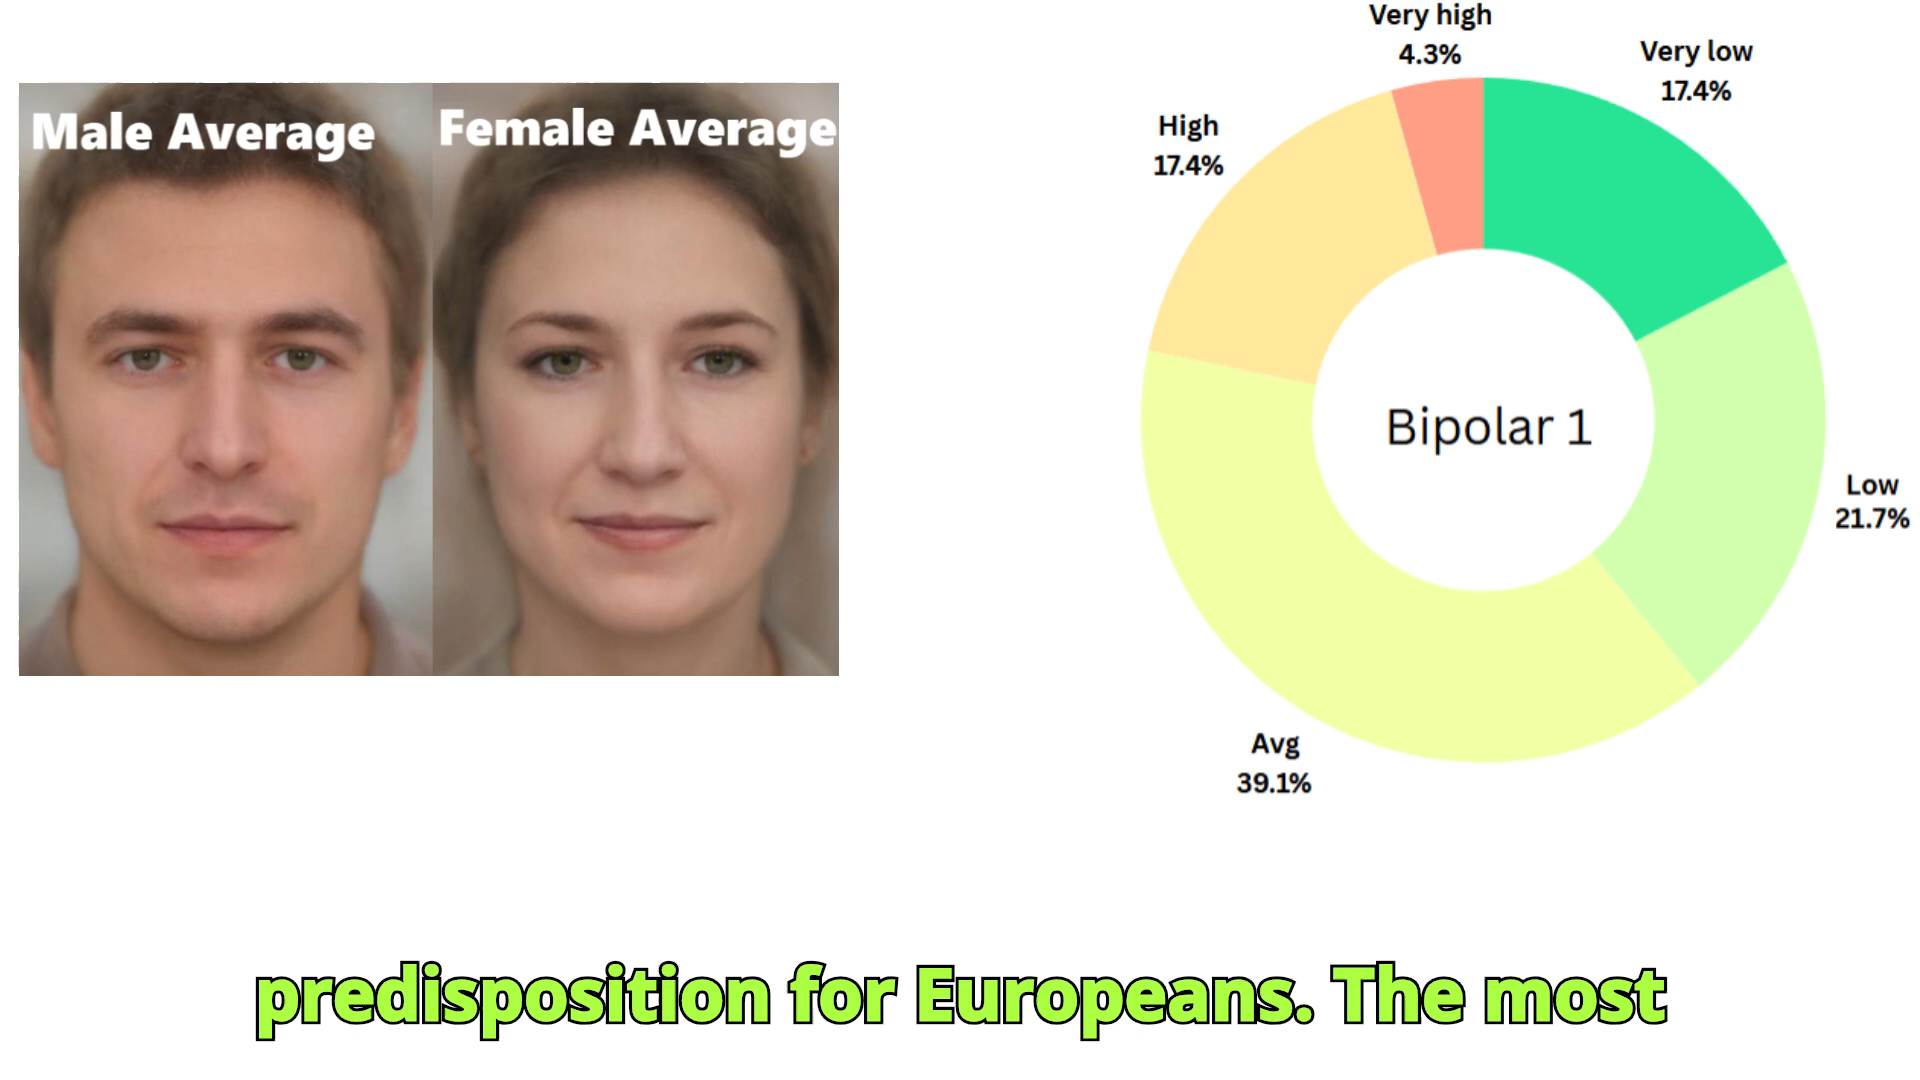 Male Average
Female Average
Very high
4.3%
Very low
17.4%
High
17.4%
Bipolar 1
Low
21.7%
Avg
39.1%
predisposition for Europeans. The most